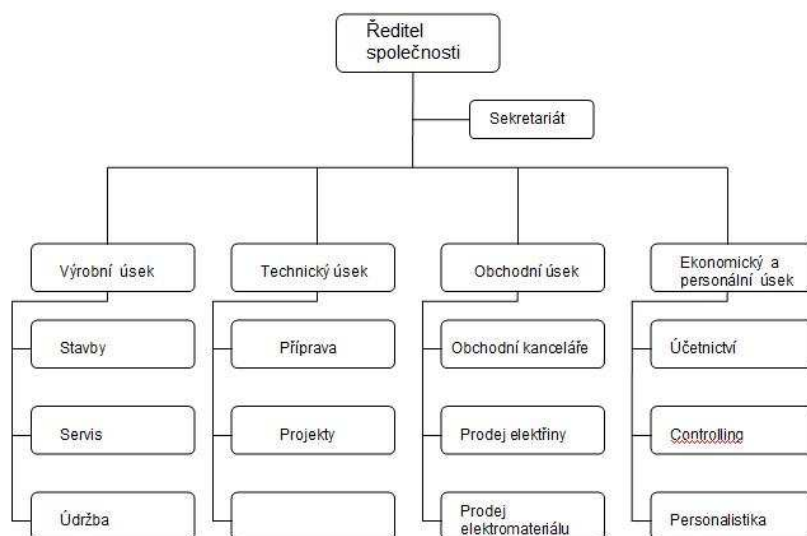 Ředitel
společnosti
Sekretariát
Výrobní úsek
Technický úsek
Obchodní úsek
Ekonomický a
personální úsek
Stavby
Příprava
Obchodní kanceláře
Účetnictví
Servis
Projekty
Prodej elektřiny
Controlling
Údržba
Prodej
elektromateriálu
Personalistika